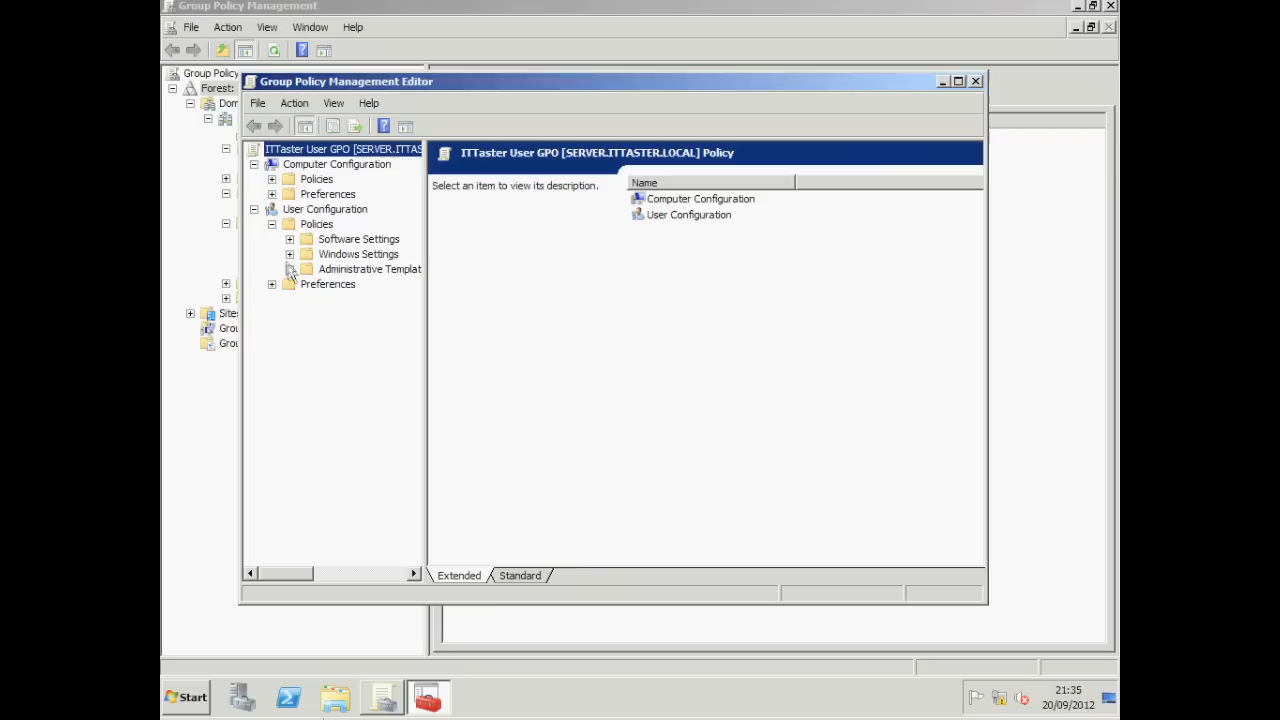 Group Policy Management
File Action View Window Help
Group Policy
Forest:
Dom
Sites
Grou
Grou
Group Policy Management Editor
File Action View Help
ITTaster User GPO [SERVER.ITTAS
Computer Configuration
Policies
Preferences
User Configuration
Policies
Software Settings
Windows Settings
Administrative Templat
Preferences
ITTaster User GPO [SERVER.ITTASTER.LOCAL] Policy
Select an item to view its description.
Name
Computer Configuration
User Configuration
Extended Standard
Start
21:35
20/09/2012